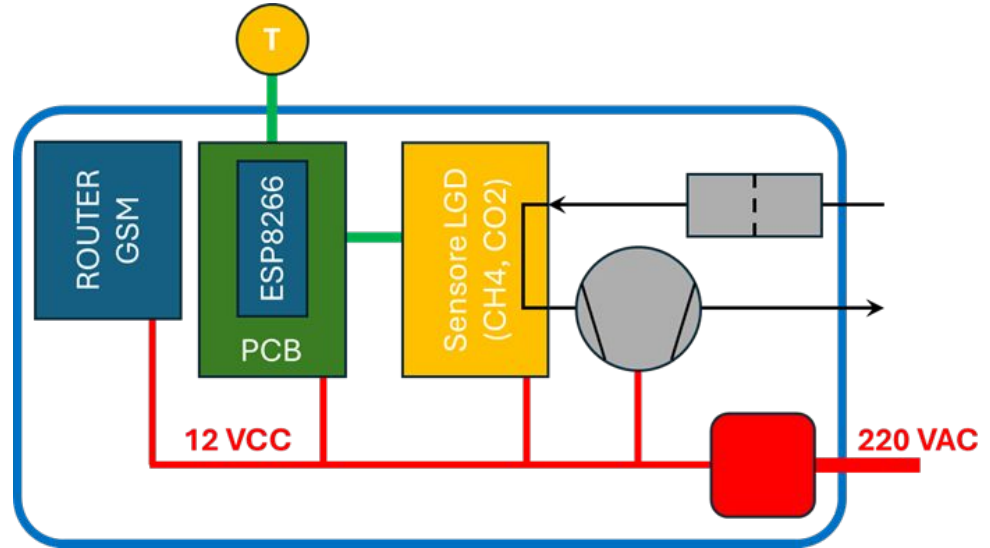 T
ROUTER
GSM
ESP8266
PCB
Sensore LGD
(CH4, CO2)
12 VCC
220 VAC